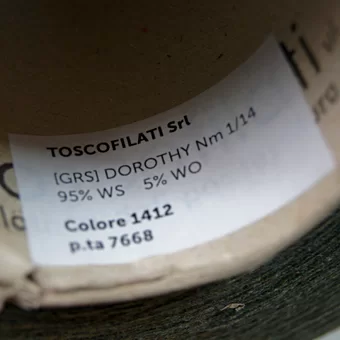 TOSCOFILATI Srl
[GRS] DOROTHY Nm 1/14
95% WS 5% WO
Colore 1412
p.ta 7668